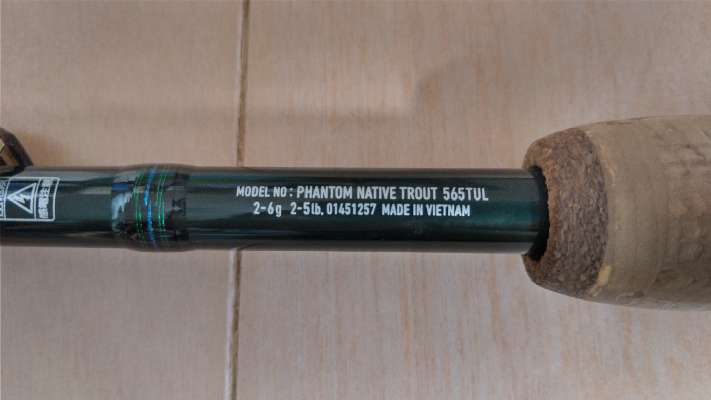 MODEL NO : PHANTOM NATIVE TROUT 565TUL
2-6g 2-5lb. 01451257 MADE IN VIETNAM